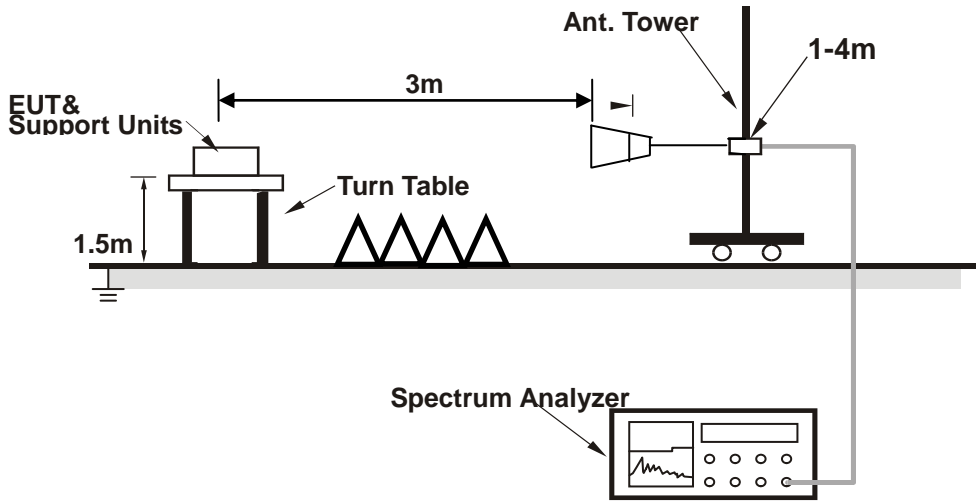 Ant. Tower
1-4m
3m
EUT&
Support Units
Turn Table
1.5m
Spectrum Analyzer